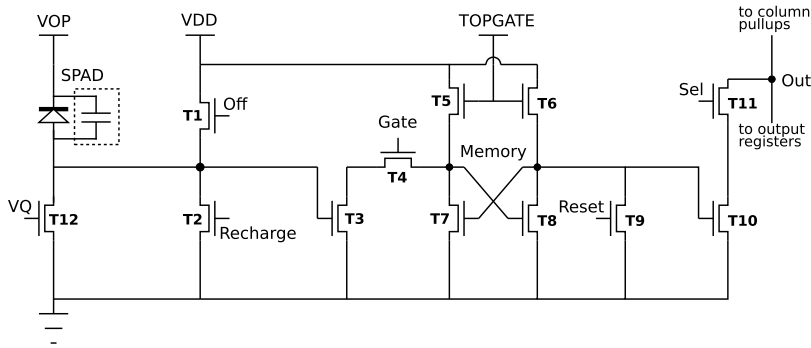 VOP
VDD
TOPGATE
to column
pullups
SPAD
Off
T1
T5
T6
Sel
T11
Out
Gate
to output
registers
Memory
T4
VQ
T12
T2
Recharge
T3
T7
T8
Reset
T9
T10